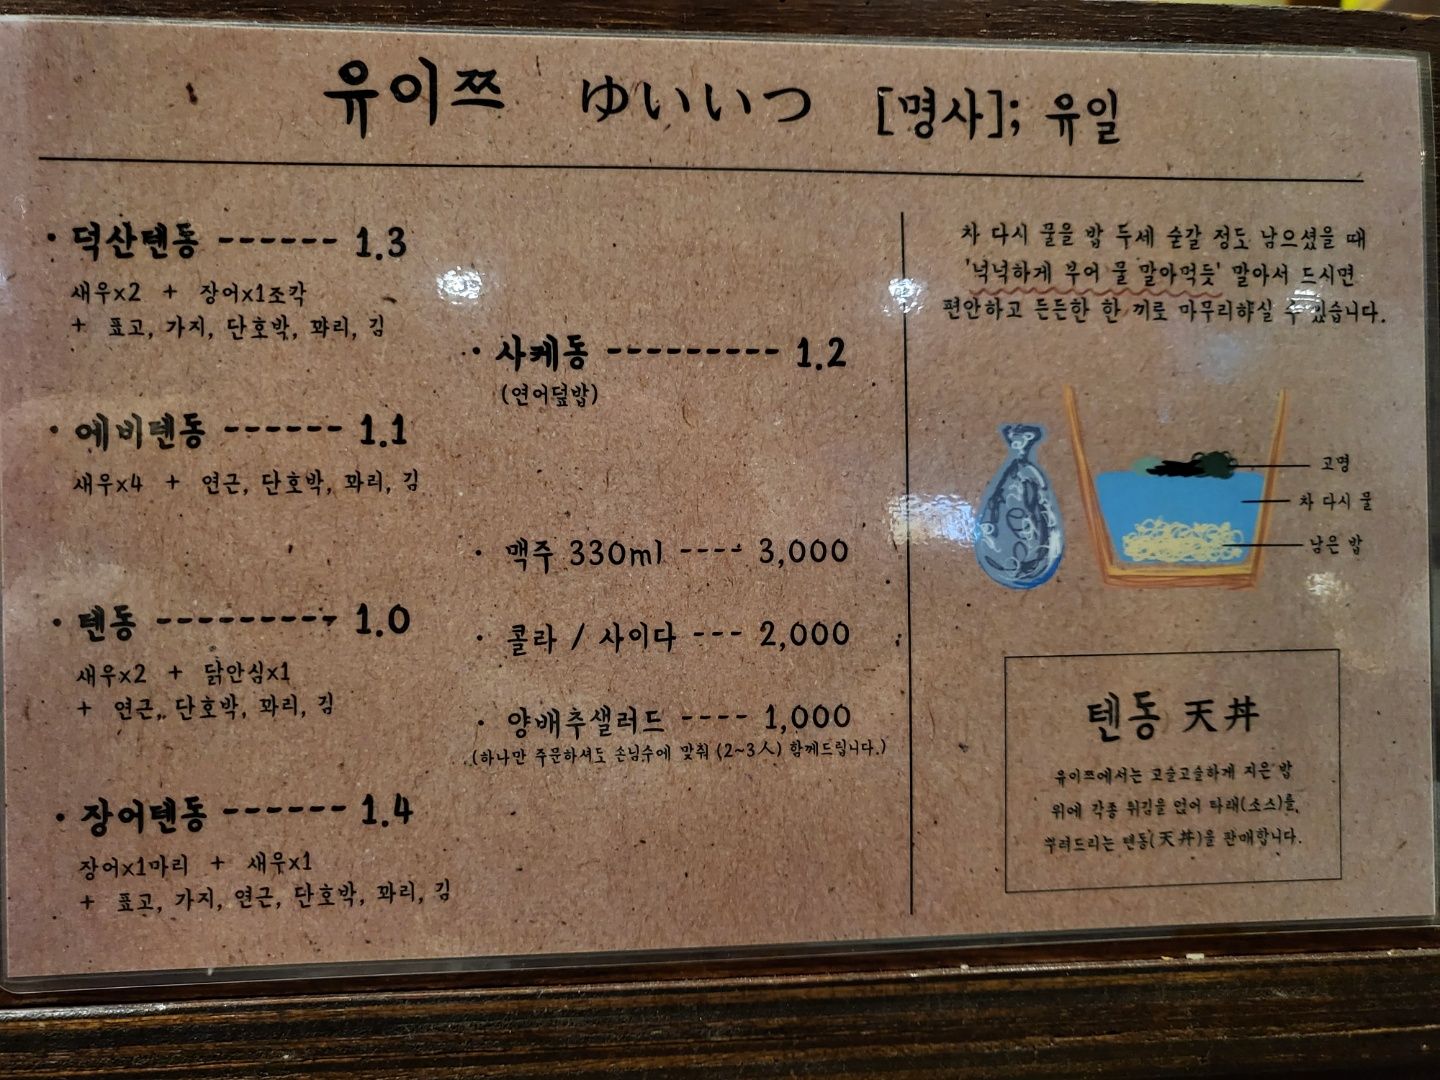 유이쯔 ゆいいつ [명사]; 유일
· 덕산텐동 ------ 1.3
새우x2 + 장어x1조각
+ 표고, 가지, 단호박, 꽈리, 김
· 에비텐동 ------ 1.1
새우x4 + 연근, 단호박, 꽈리, 김
· 텐동 --------- 1.0
새우x2 + 닭안심x1
+ 연근, 단호박, 꽈리, 김
· 장어텐동 ------ 1.4
장어x1마리 + 새우x1
+ 표고, 가지, 연근, 단호박, 꽈리, 김
· 사케동 --------- 1.2
(연어덮밥)
· 맥주 330ml ---- 3,000
· 콜라 / 사이다 --- 2,000
· 양배추샐러드 ---- 1,000
(하나만 주문하셔도 손님수에 맞춰 (2~3人) 함께드립니다.)
차 다시 물을 밥 두세 숟갈 정도 남으셨을 때
'넉넉하게 부어 물 말아먹듯' 말아서 드시면
편안하고 든든한 한 끼로 마무리하실 수 있습니다.
고명
차 다시 물
남은 밥
텐동 天丼
유이쯔에서는 고슬고슬하게 지은 밥
위에 각종 튀김을 얹어 타래(소스)를
뿌려드리는 텐동(天丼)을 판매합니다.